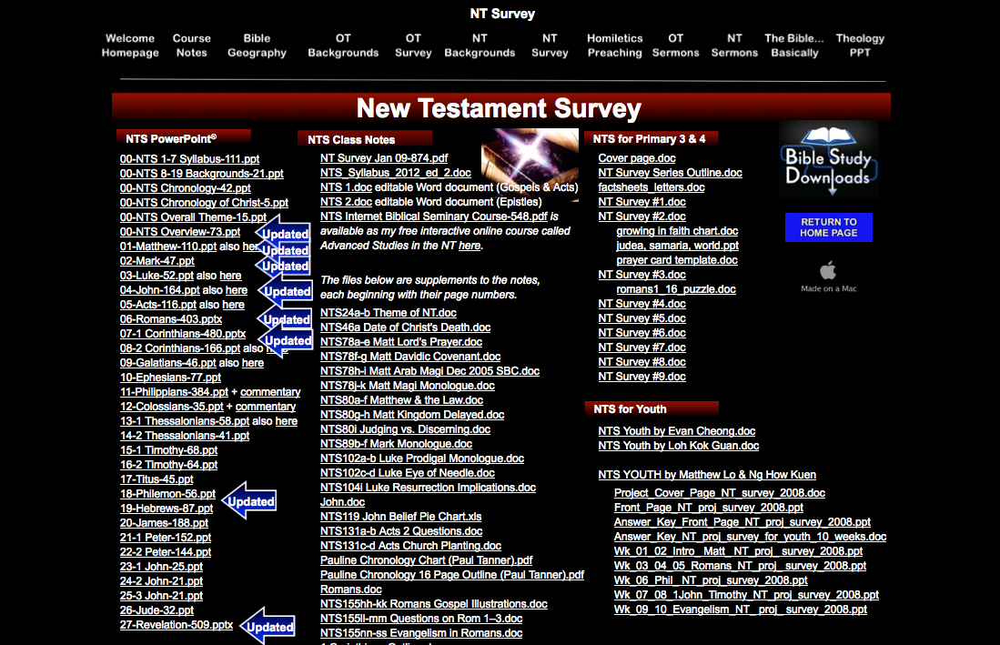 NT Survey
Welcome Homepage
Course Notes
Bible Geography
OT Backgrounds
OT Survey
NT Backgrounds
NT Survey
Homiletics Preaching
OT Sermons
NT Sermons
The Bible... Basically
Theology PPT
New Testament Survey
NTS PowerPoint®
00-NTS 1-7 Syllabus-111.ppt
00-NTS 8-19 Backgrounds-21.ppt
00-NTS Chronology-42.ppt
00-NTS Chronology of Christ-5.ppt
00-NTS Overall Theme-15.ppt
00-NTS Overview-73.ppt Updated
01-Matthew-110.ppt also here Updated
02-Mark-47.ppt Updated
03-Luke-52.ppt also here
04-John-164.ppt also here Updated
05-Acts-116.ppt also here
06-Romans-403.pptx Updated
07-1 Corinthians-480.pptx Updated
08-2 Corinthians-166.ppt also here
09-Galatians-46.ppt also here
10-Ephesians-77.ppt
11-Philippians-384.ppt + commentary
12-Colossians-35.ppt + commentary
13-1 Thessalonians-58.ppt also here
14-2 Thessalonians-41.ppt
15-1 Timothy-68.ppt
16-2 Timothy-64.ppt
17-Titus-45.ppt
18-Philemon-56.ppt Updated
19-Hebrews-87.ppt
20-James-188.ppt
21-1 Peter-152.ppt
22-2 Peter-144.ppt
23-1 John-25.ppt
24-2 John-21.ppt
25-3 John-21.ppt
26-Jude-32.ppt
27-Revelation-509.pptx Updated
NTS Class Notes
NT Survey Jan 09-874.pdf
NTS_Syllabus_2012_ed_2.doc
NTS 1.doc editable Word document (Gospels & Acts)
NTS 2.doc editable Word document (Epistles)
NTS Internet Biblical Seminary Course-548.pdf is
available as my free interactive online course called
Advanced Studies in the NT here.
The files below are supplements to the notes,
each beginning with their page numbers.
NTS24a-b Theme of NT.doc
NTS46a Date of Christ's Death.doc
NTS78a-e Matt Lord's Prayer.doc
NTS78f-g Matt Davidic Covenant.doc
NTS78h-i Matt Arab Magi Dec 2005 SBC.doc
NTS78j-k Matt Magi Monologue.doc
NTS80a-f Matthew & the Law.doc
NTS80g-h Matt Kingdom Delayed.doc
NTS80i Judging vs. Discerning.doc
NTS89b-f Mark Monologue.doc
NTS102a-b Luke Prodigal Monologue.doc
NTS102c-d Luke Eye of Needle.doc
NTS104i Luke Resurrection Implications.doc
John.doc
NTS119 John Belief Pie Chart.xls
NTS131a-b Acts 2 Questions.doc
NTS131c-d Acts Church Planting.doc
Pauline Chronology Chart (Paul Tanner).pdf
Pauline Chronology 16 Page Outline (Paul Tanner).pdf
Romans.doc
NTS155hh-kk Romans Gospel Illustrations.doc
NTS155ll-mm Questions on Rom 1–3.doc
NTS155nn-ss Evangelism in Romans.doc
NTS for Primary 3 & 4
Cover page.doc
NT Survey Series Outline.doc
factsheets_letters.doc
NT Survey #1.doc
NT Survey #2.doc
growing in faith chart.doc
judea, samaria, world.ppt
prayer card template.doc
NT Survey #3.doc
romans1_16_puzzle.doc
NT Survey #4.doc
NT Survey #5.doc
NT Survey #6.doc
NT Survey #7.doc
NT Survey #8.doc
NT Survey #9.doc
NTS for Youth
NTS Youth by Evan Cheong.doc
NTS Youth by Loh Kok Guan.doc
NTS YOUTH by Matthew Lo & Ng How Kuen
Project_Cover_Page_NT_survey_2008.doc
Front_Page_NT_proj_survey_2008.ppt
Answer_Key_Front_Page_NT_proj_survey_2008.ppt
Answer_Key_NT_proj_survey_for_youth_10_weeks.doc
Wk_01_02_Intro_ Matt_ NT_proj_ survey_2008.ppt
Wk_03_04_05_Romans_NT_proj_ survey_2008.ppt
Wk_06_Phil_ NT_proj_survey_2008.ppt
Wk_07_08_1John_Timothy_NT_proj_survey_2008.ppt
Wk_09_10_Evangelism_NT_ proj_ survey_2008.ppt
Bible Study
Downloads
RETURN TO
HOME PAGE
Made on a Mac